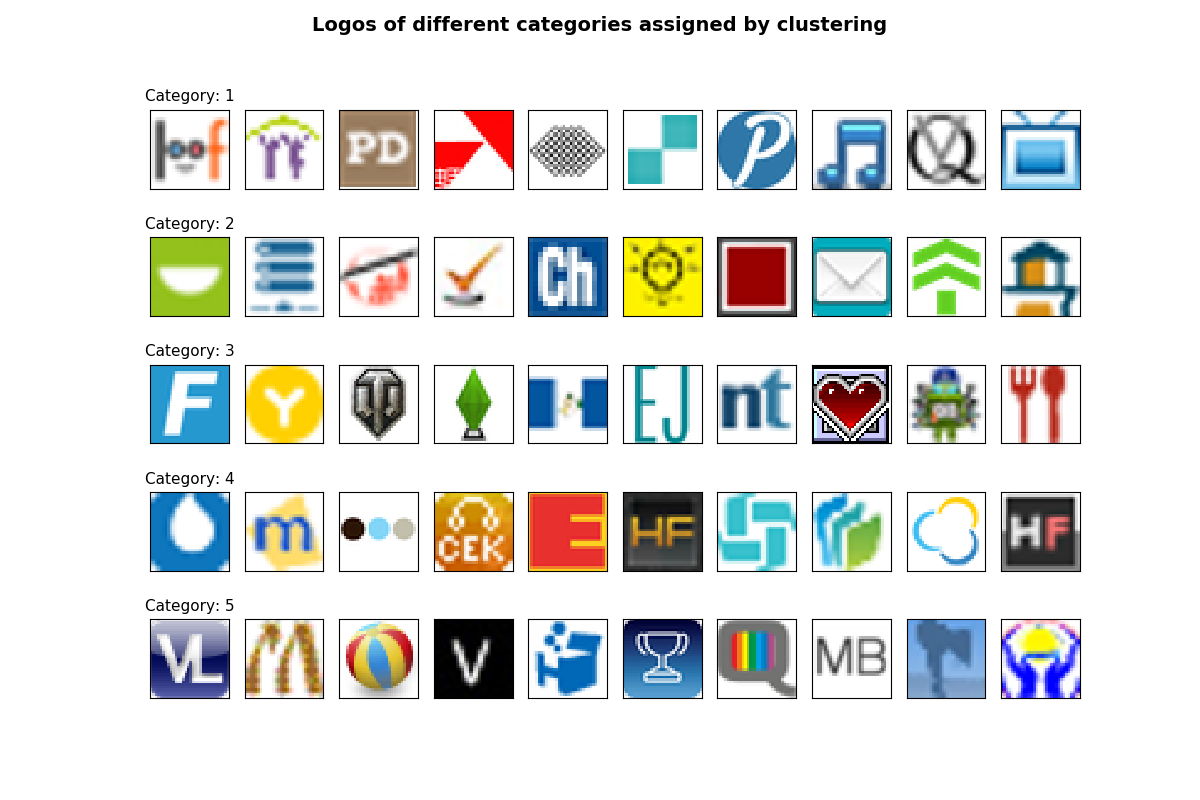 Logos of different categories assigned by clustering
Category: 1
PD
P
Category: 2
Ch
Category: 3
F
Y
EJ
nt
Category: 4
m
CEK
HF
HF
Category: 5
VL
M
V
MB